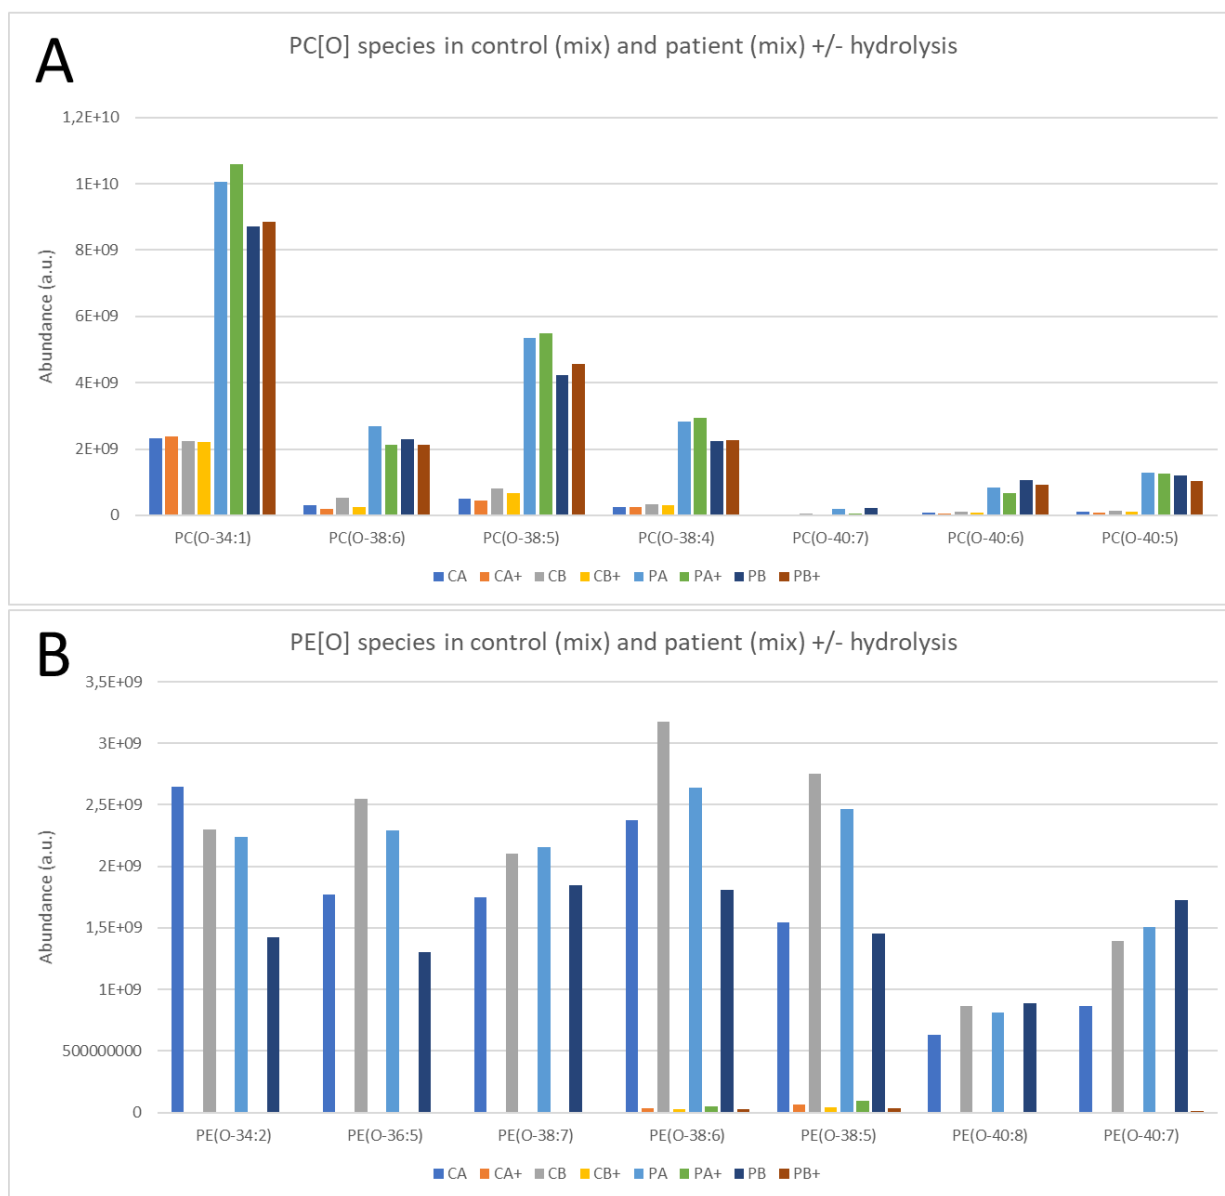 A
PC[O] species in control (mix) and patient (mix) +/- hydrolysis
Abundance (a.u.)
1,2E+10
1E+10
8E+09
6E+09
4E+09
2E+09
0
PC(O-34:1) PC(O-38:6) PC(O-38:5) PC(O-38:4) PC(O-40:7) PC(O-40:6) PC(O-40:5)
CA CA+ CB CB+ PA PA+ PB PB+
B
PE[O] species in control (mix) and patient (mix) +/- hydrolysis
Abundance (a.u.)
3,5E+09
3E+09
2,5E+09
2E+09
1,5E+09
1E+09
500000000
0
PE(O-34:2) PE(O-36:5) PE(O-38:7) PE(O-38:6) PE(O-38:5) PE(O-40:8) PE(O-40:7)
CA CA+ CB CB+ PA PA+ PB PB+